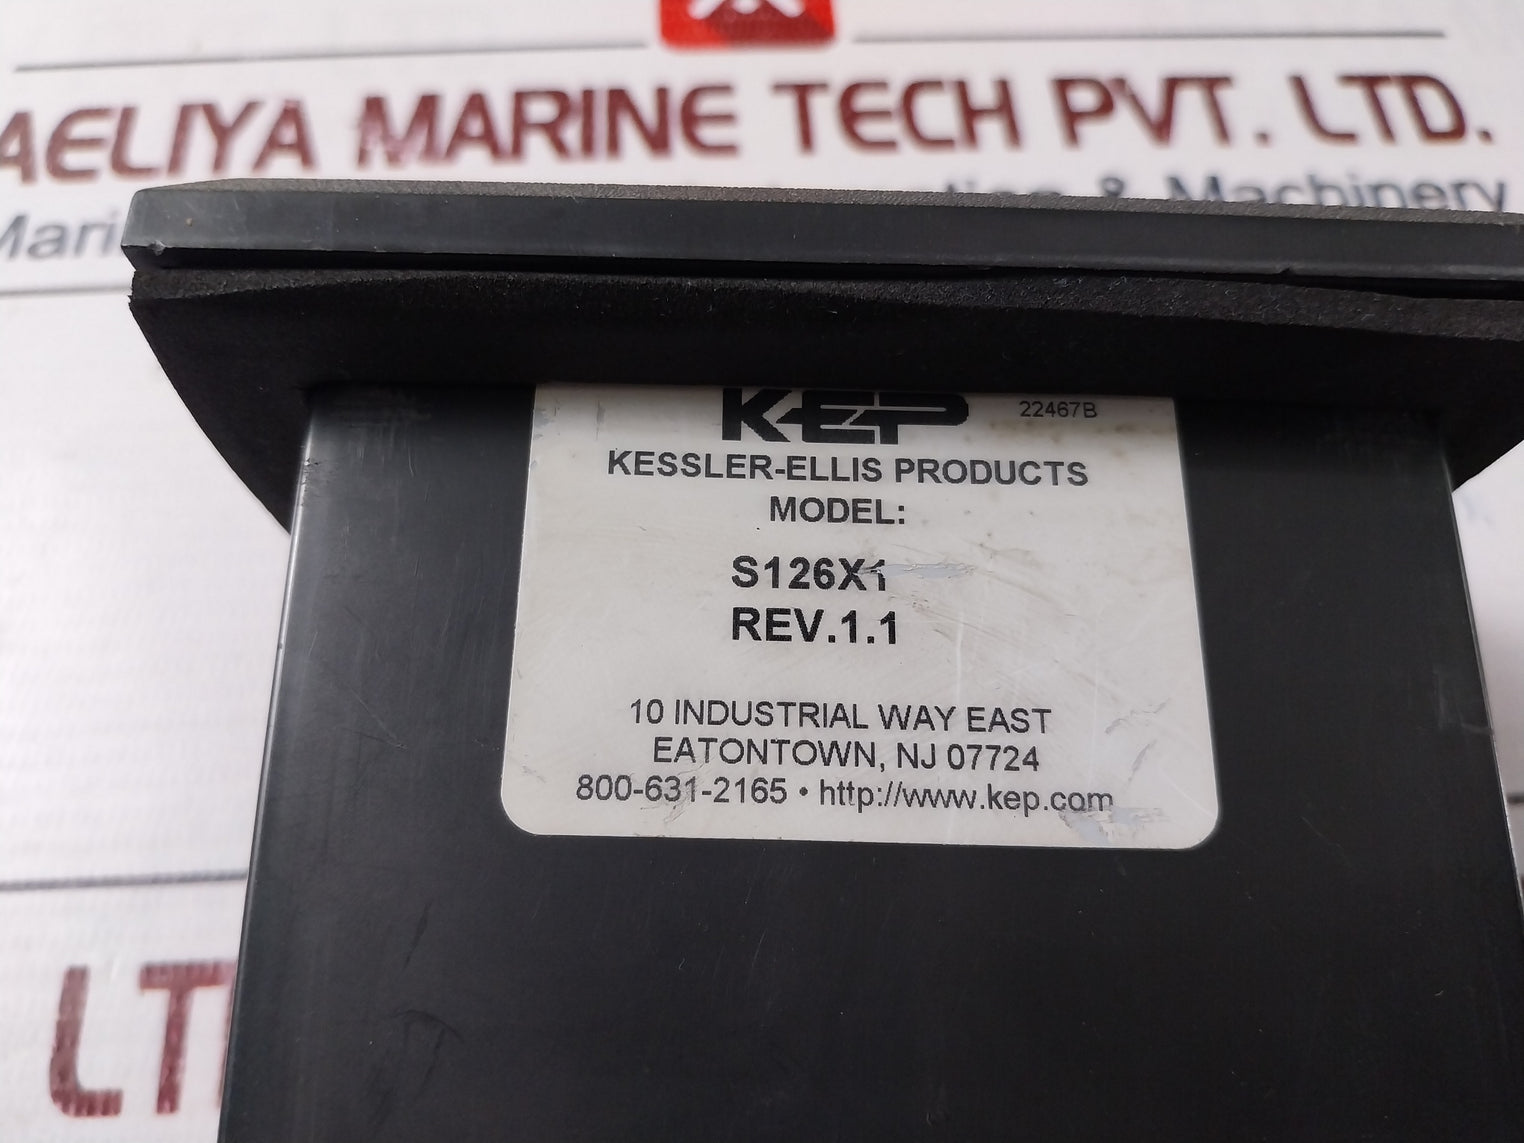 AELIYA MARINE TECH PVT. LTD.
& Machinery
KEP 22467B
KESSLER-ELLIS PRODUCTS
MODEL:
S126X1
REV.1.1
10 INDUSTRIAL WAY EAST
EATONTOWN, NJ 07724
800-631-2165 • http://www.kep.com